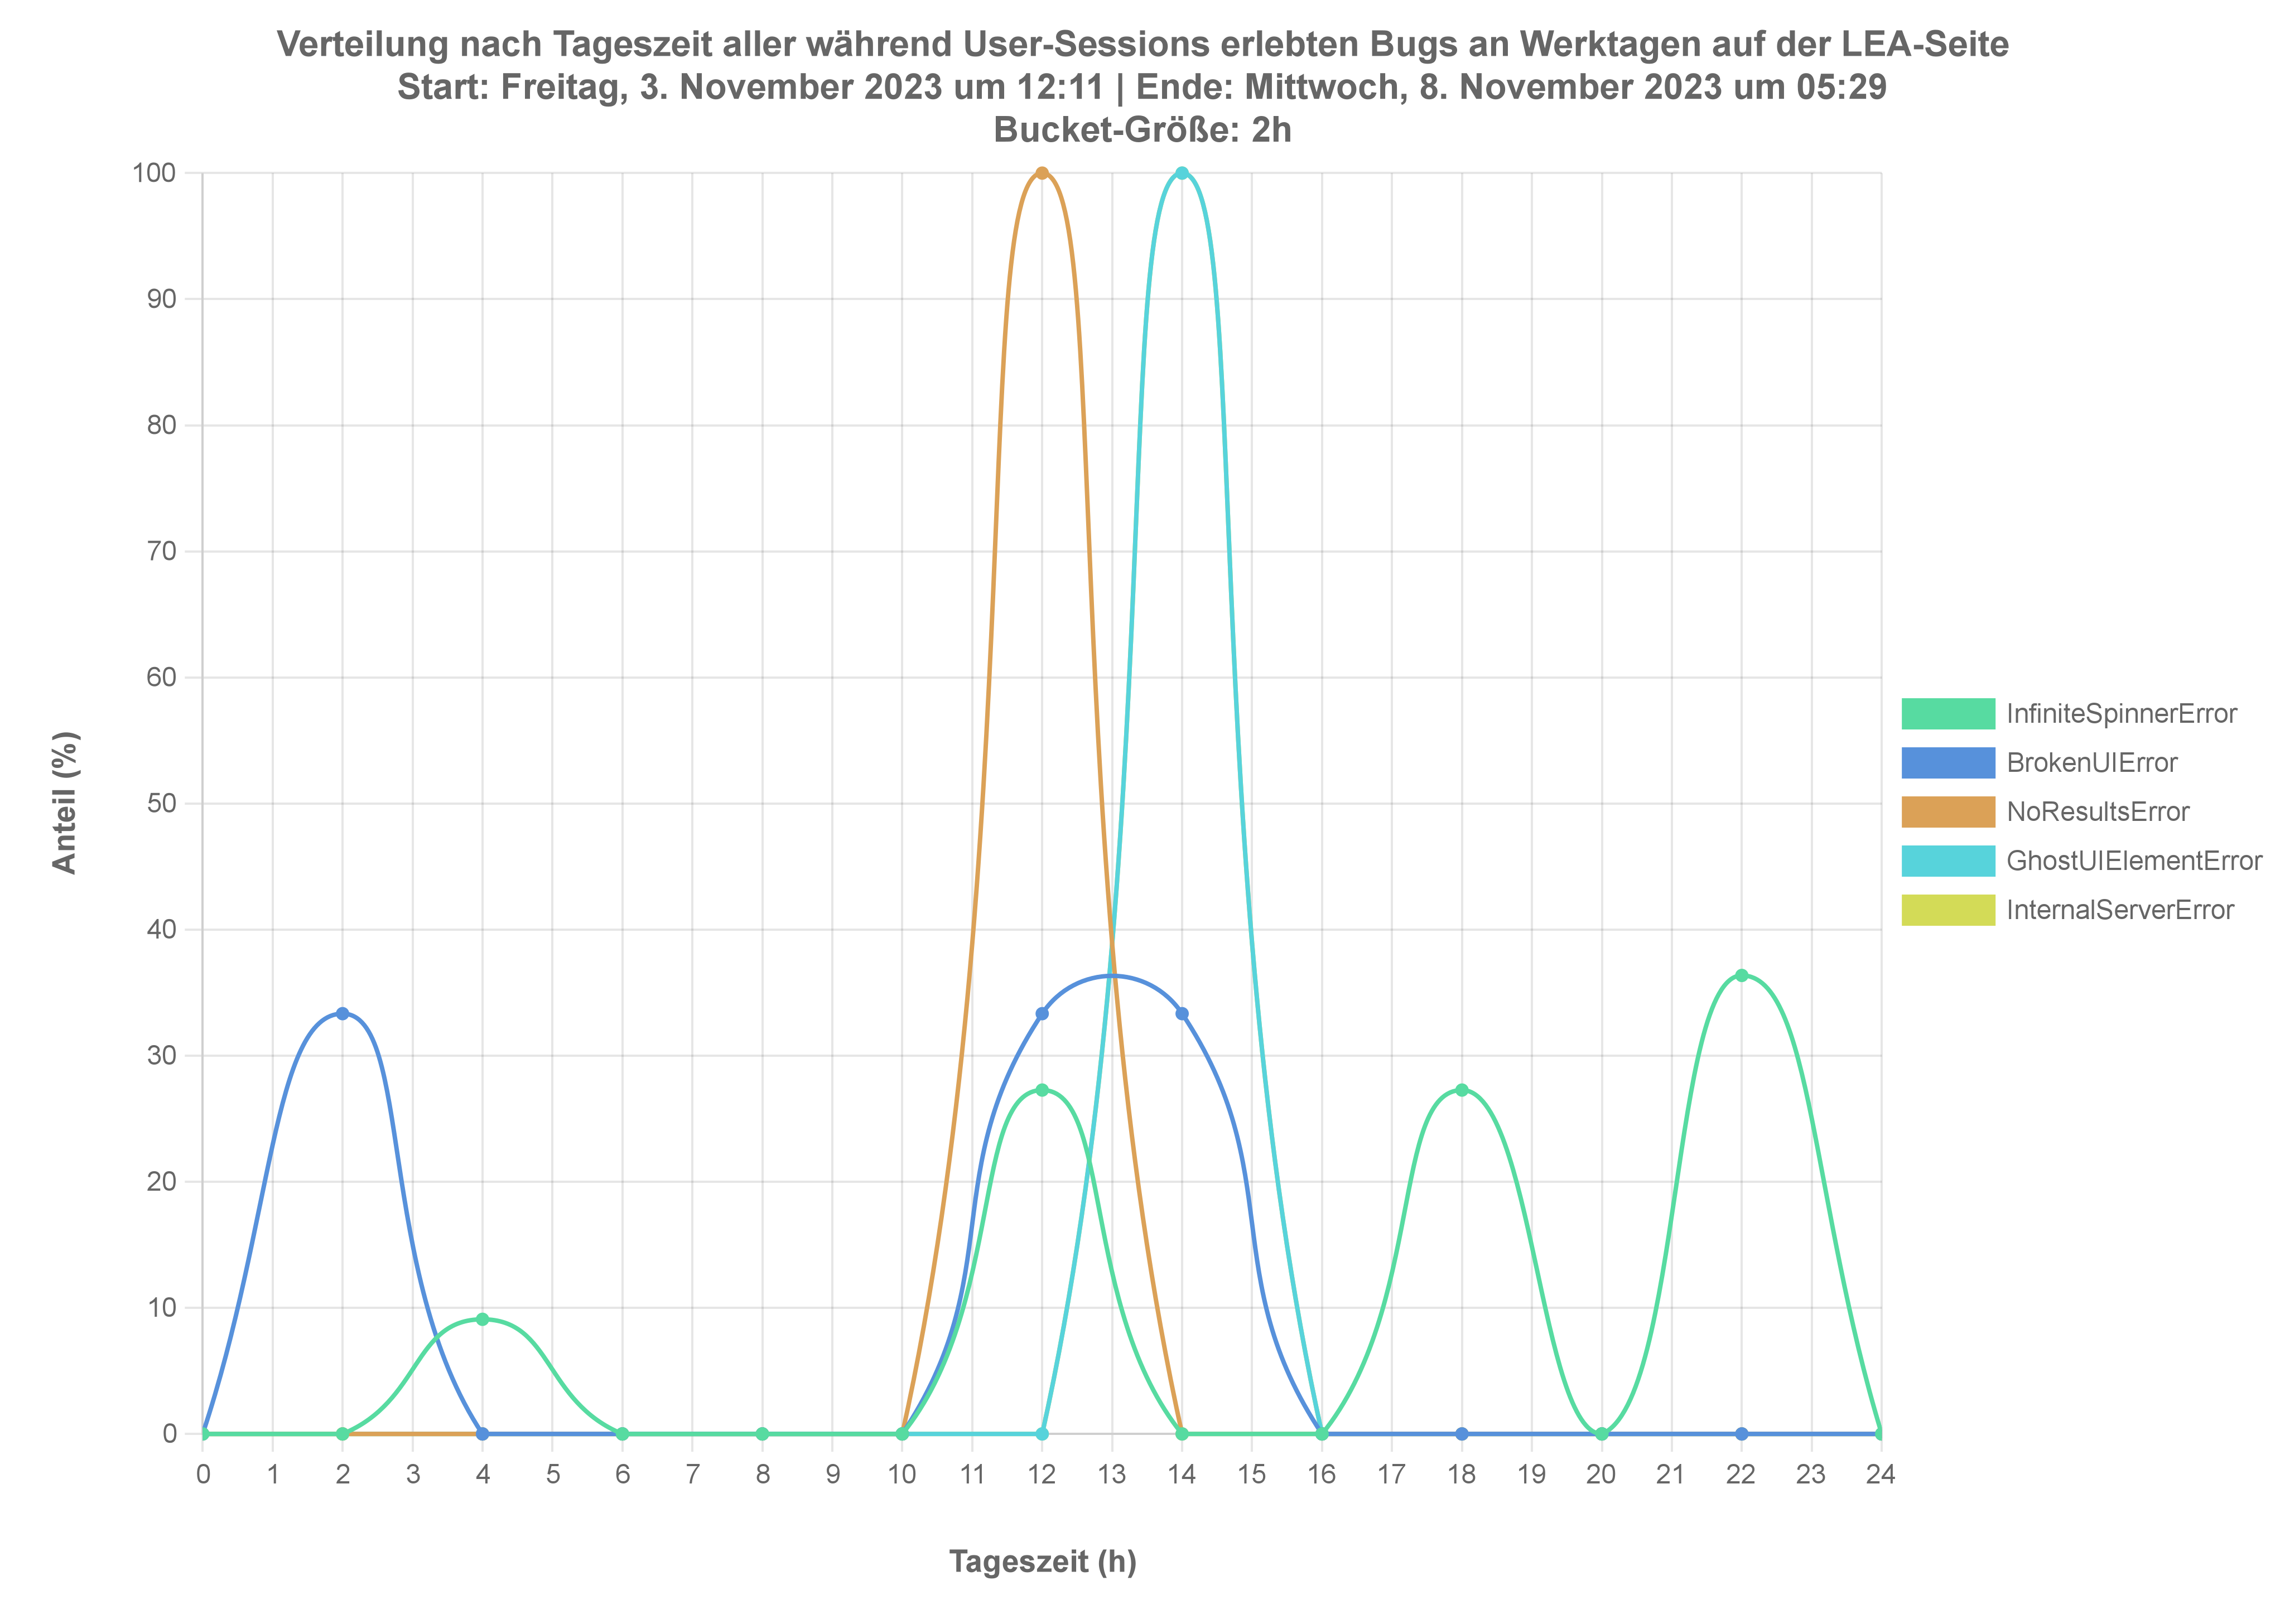 Verteilung nach Tageszeit aller während User-Sessions erlebten Bugs an Werktagen auf der LEA-Seite
Start: Freitag, 3. November 2023 um 12:11 | Ende: Mittwoch, 8. November 2023 um 05:29
Bucket-Größe: 2h
100
90
80
70
60
50
40
30
20
10
0
Anteil (%)
0 1 2 3 4 5 6 7 8 9 10 11 12 13 14 15 16 17 18 19 20 21 22 23 24
Tageszeit (h)
InfiniteSpinnerError
BrokenUIError
NoResultsError
GhostUIElementError
InternalServerError